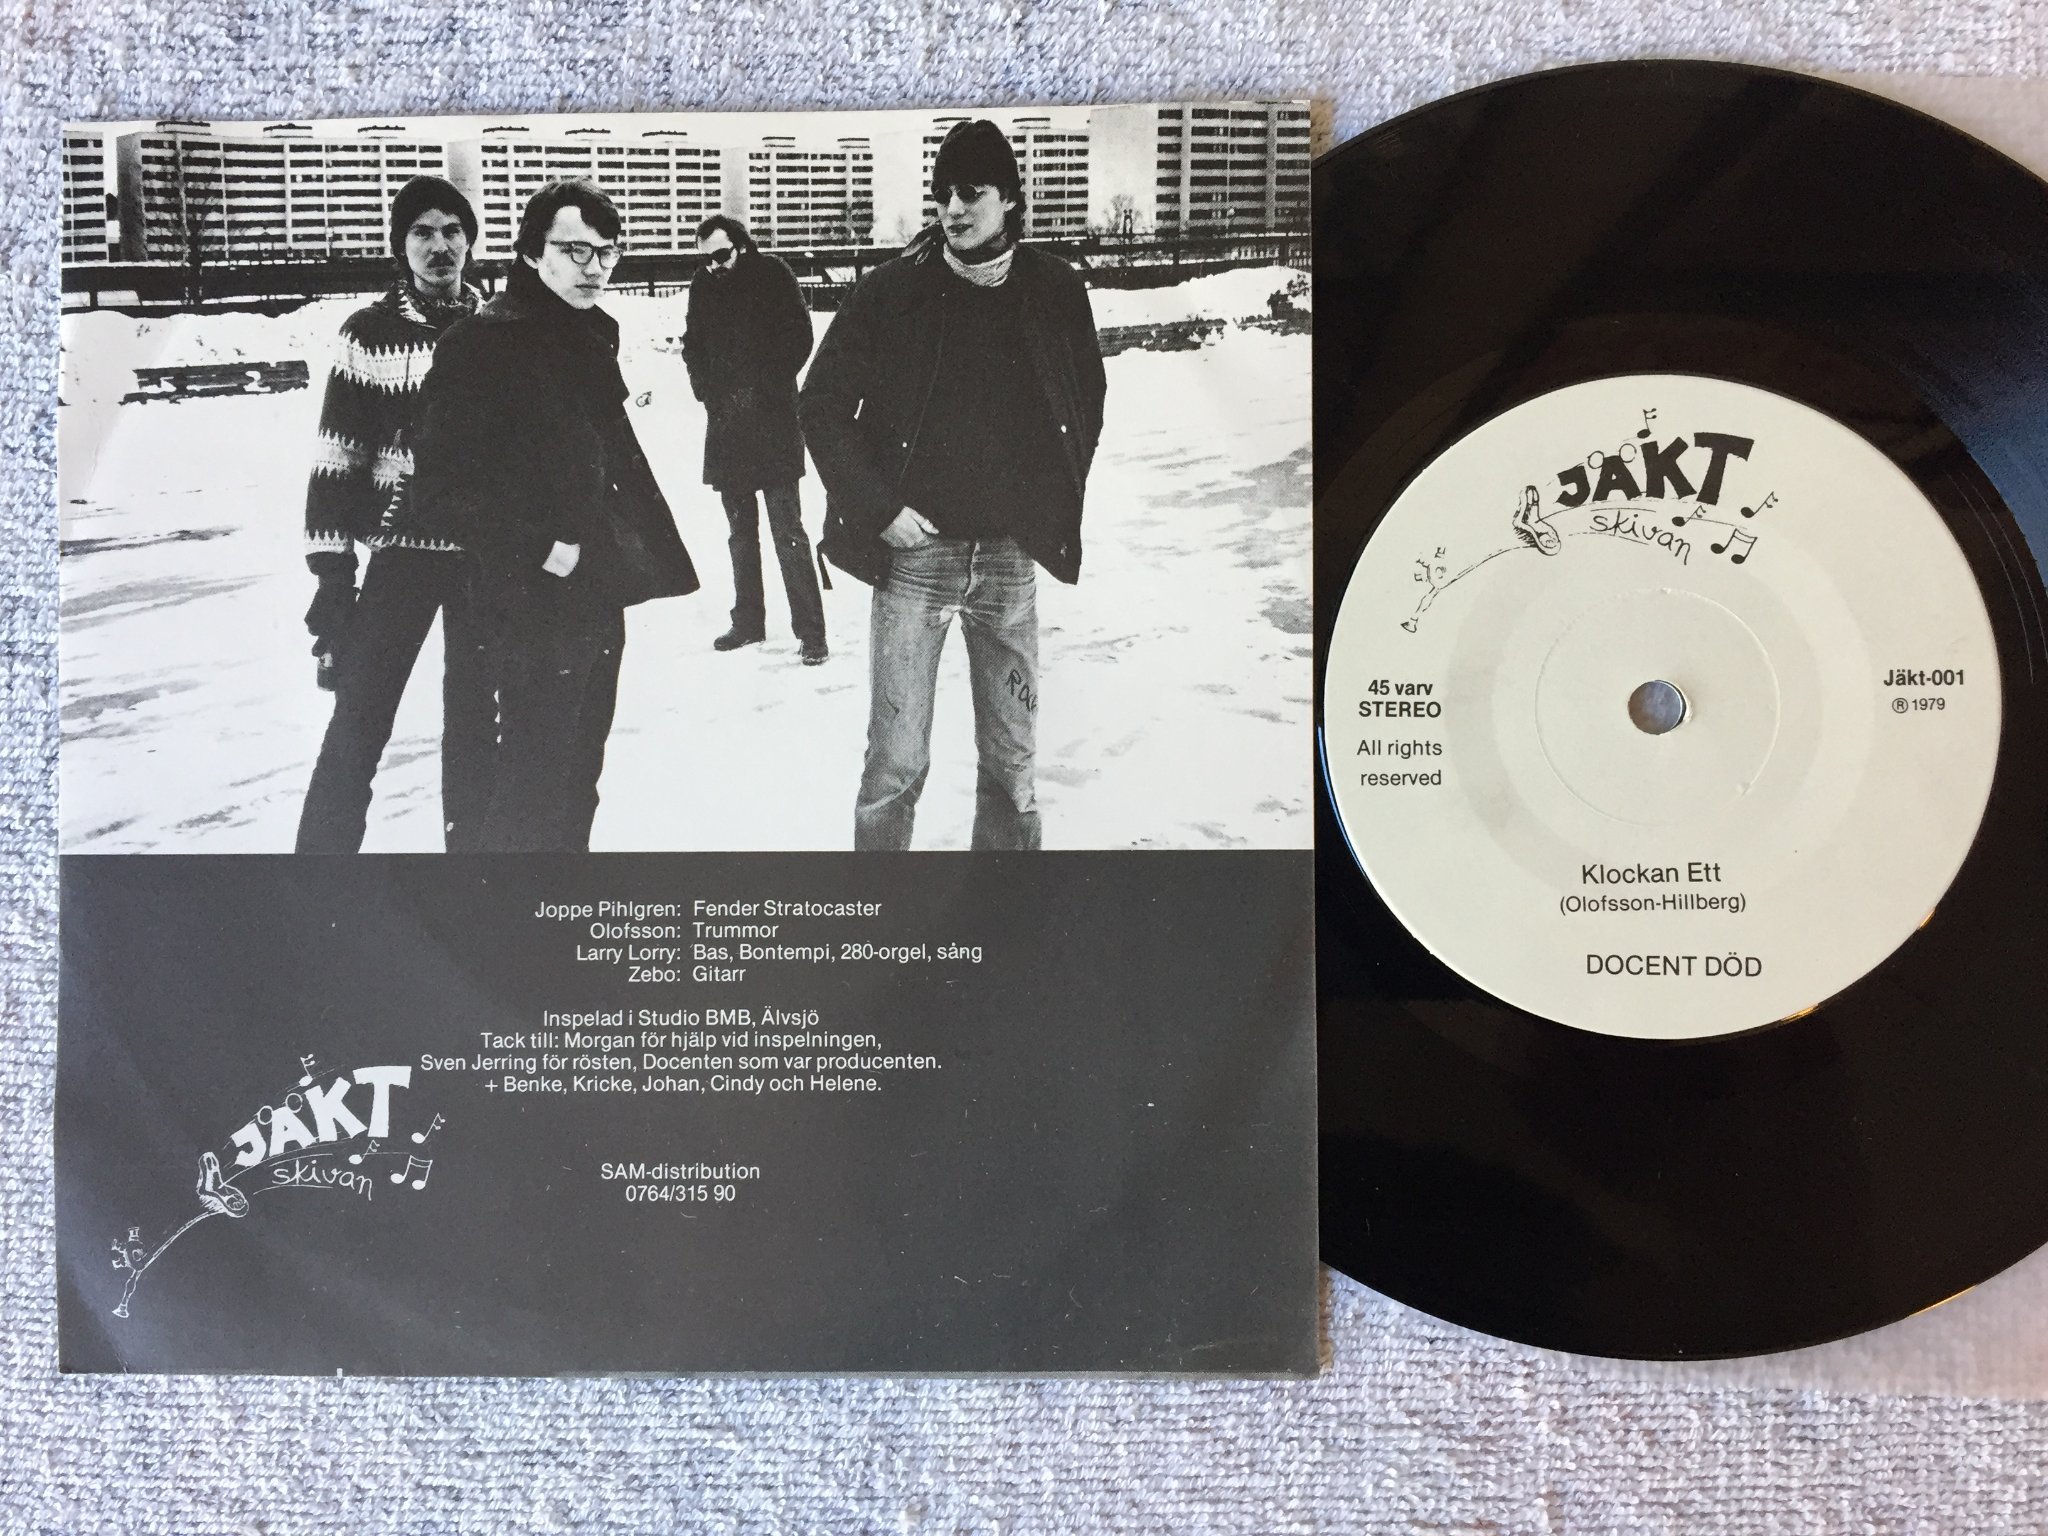 Joppe Pihlgren: Fender Stratocaster
Olofsson: Trummor
Larry Lorry: Bas, Bontempi, 280-orgel, sång
Zebo: Gitarr
Inspelad i Studio BMB, Älvsjö
Tack till: Morgan för hjälp vid inspelningen,
Sven Jerring för rösten, Docenten som var producenten.
+ Benke, Kricke, Johan, Cindy och Helene.
JÄKT
skivan
SAM-distribution
0764/315 90
JÄKT
skivan
45 varv
STEREO
All rights
reserved
Jäkt-001
Ⓡ 1979
Klockan Ett
(Olofsson-Hillberg)
DOCENT DÖD